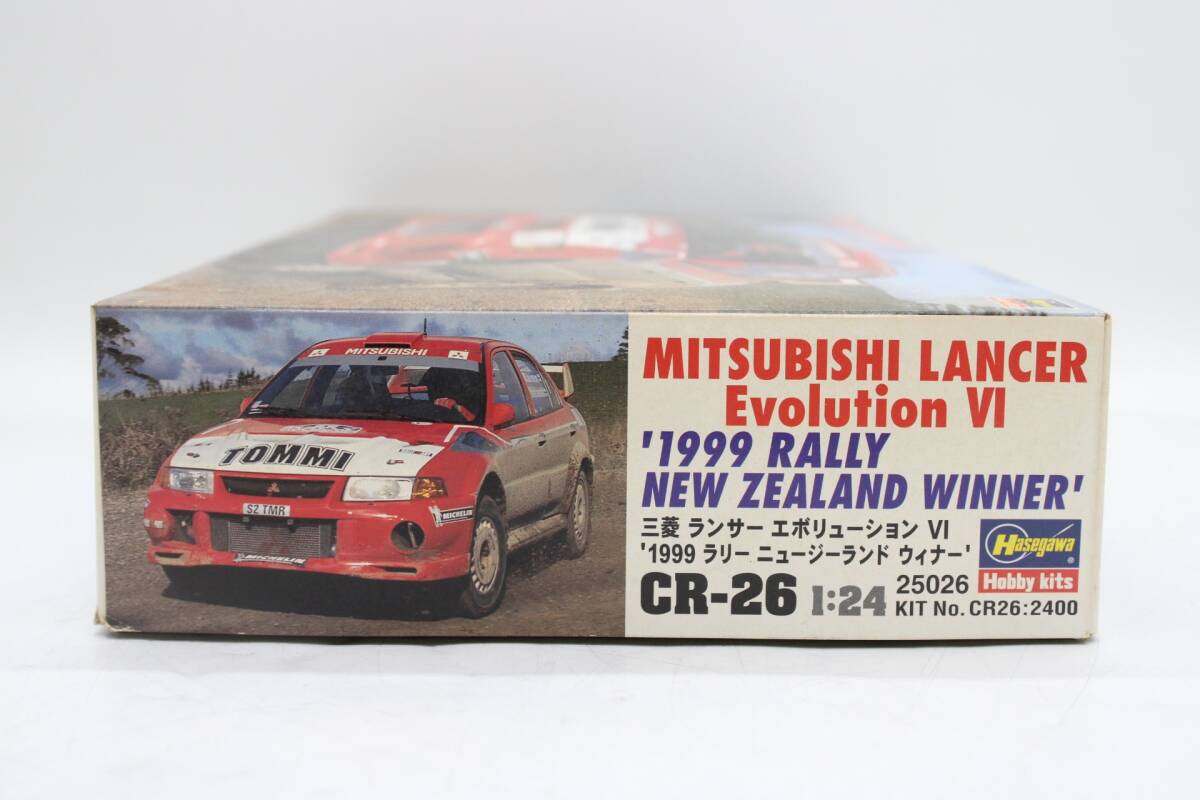 MITSUBISHI
TOMMI
S2 TMR
MICHELIN
MICHELIN
MITSUBISHI LANCER
Evolution VI
'1999 RALLY
NEW ZEALAND WINNER'
三菱 ランサー エボリューション VI
'1999 ラリー ニュージーランド ウィナー'
CR-26 1:24 25026
KIT No. CR26:2400
Hasegawa
Hobby kits